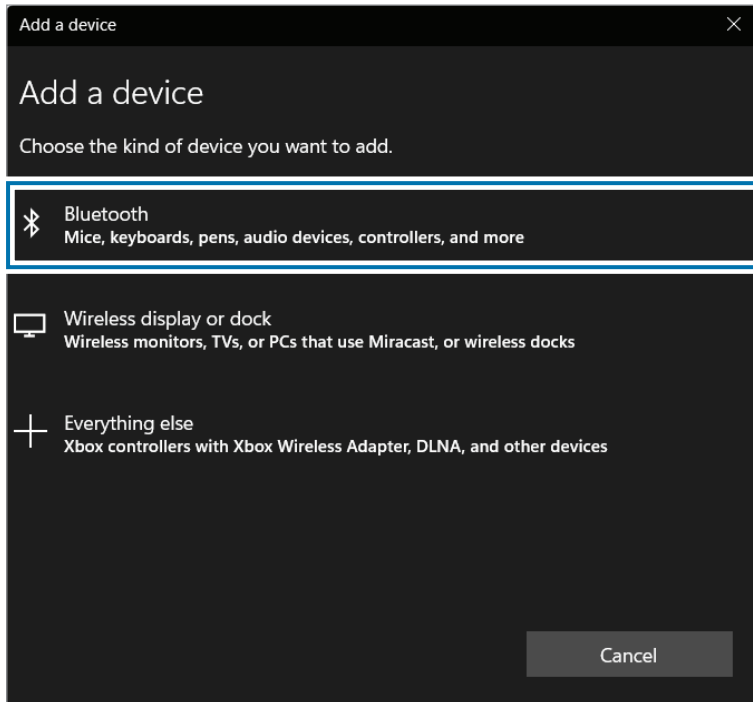 Add a device
Add a device
Choose the kind of device you want to add.
Bluetooth
Mice, keyboards, pens, audio devices, controllers, and more
Wireless display or dock
Wireless monitors, TVs, or PCs that use Miracast, or wireless docks
Everything else
Xbox controllers with Xbox Wireless Adapter, DLNA, and other devices
Cancel